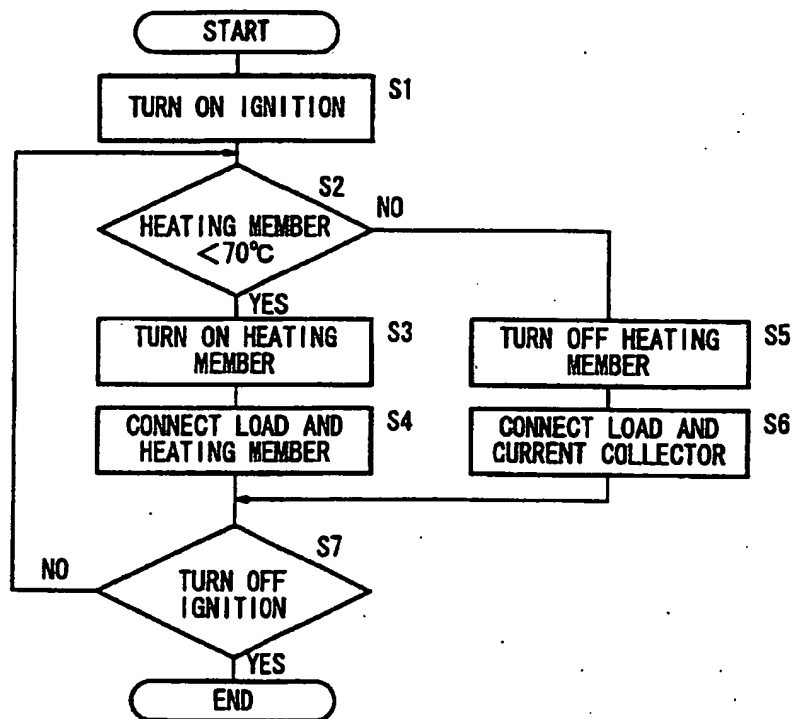 START
TURN ON IGNITION
S1
S2
HEATING MEMBER
<70℃
NO
YES
TURN ON HEATING
MEMBER
S3
TURN OFF HEATING
MEMBER
S5
CONNECT LOAD AND
HEATING MEMBER
S4
CONNECT LOAD AND
CURRENT COLLECTOR
S6
S7
NO
TURN OFF
IGNITION
YES
END